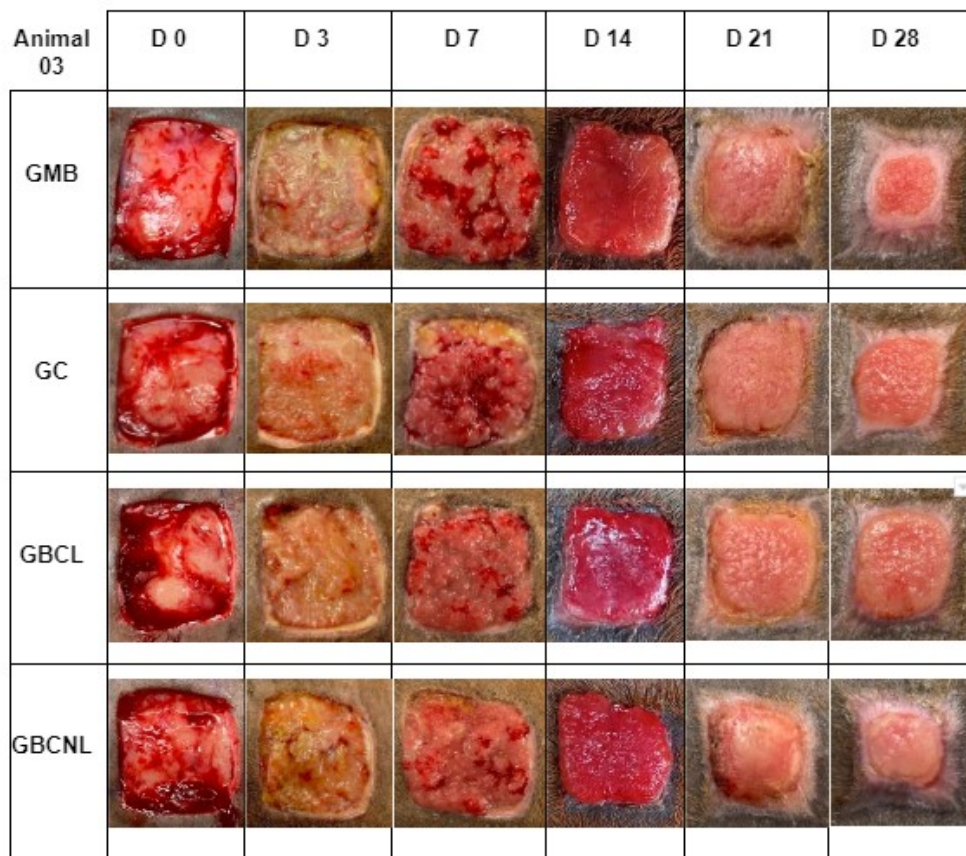 Animal 03
D 0
D 3
D 7
D 14
D 21
D 28
GMB
GC
GBCL
GBCNL